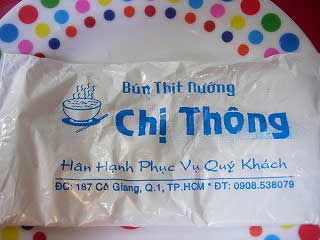 Bún Thịt Nướng
Chị Thông
Hân Hạnh Phục Vụ Quý Khách
ĐC: 187 Cô Giang, Q.1, TP.HCM * ĐT: 0908.538079